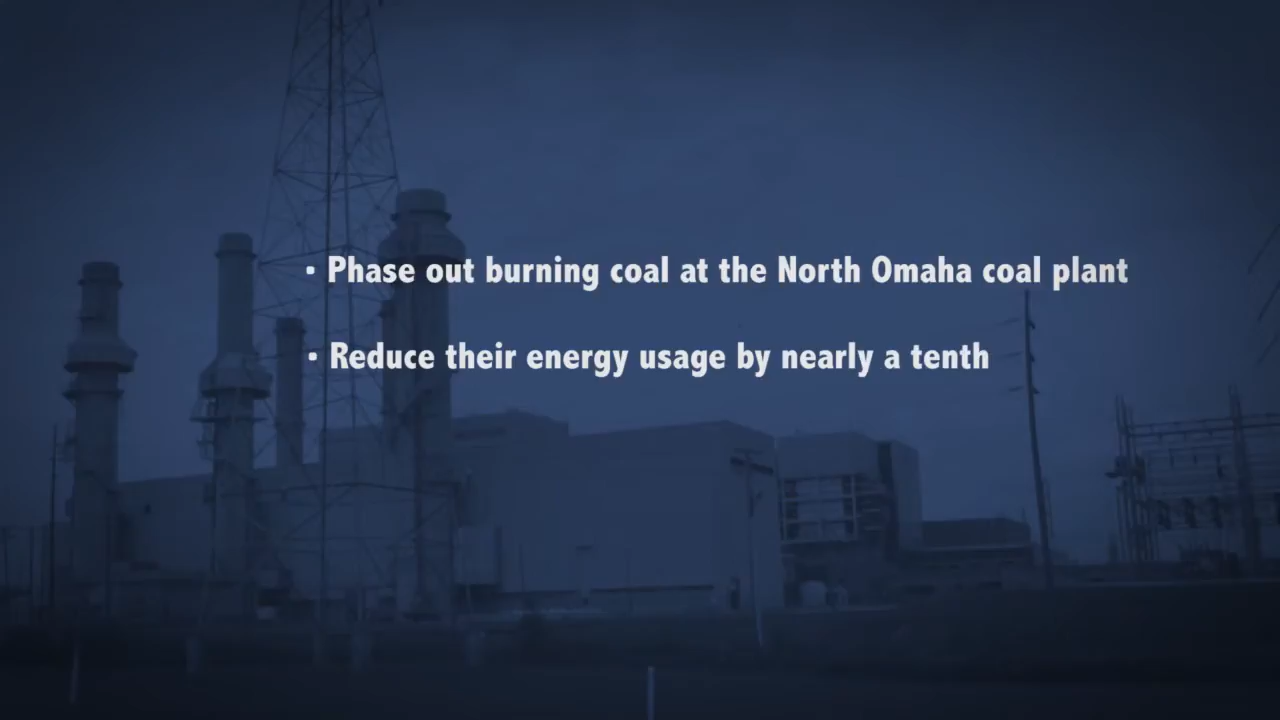 · Phase out burning coal at the North Omaha coal plant
· Reduce their energy usage by nearly a tenth